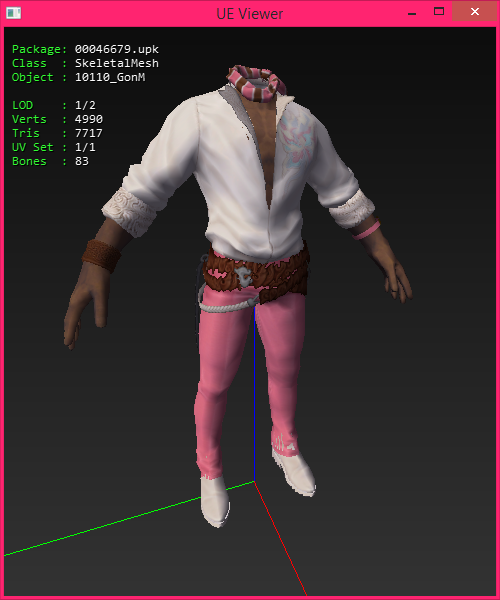 UE Viewer
Package: 00046679.upk
Class  : SkeletalMesh
Object : 10110_GonM
LOD    : 1/2
Verts  : 4990
Tris   : 7717
UV Set : 1/1
Bones  : 83